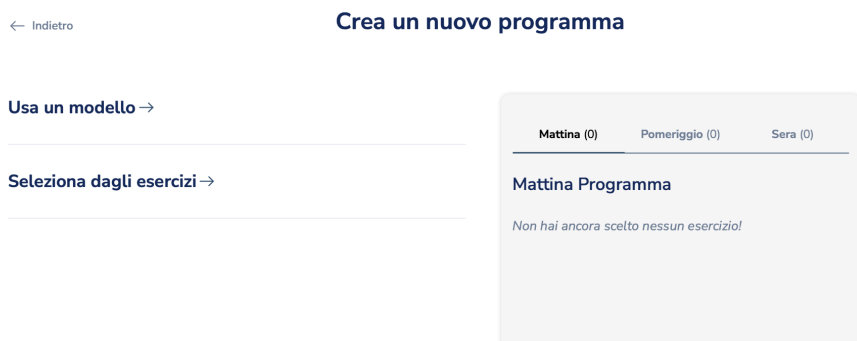 Indietro
Crea un nuovo programma
Usa un modello
Seleziona dagli esercizi
Mattina (0) Pomeriggio (0) Sera (0)
Mattina Programma
Non hai ancora scelto nessun esercizio!